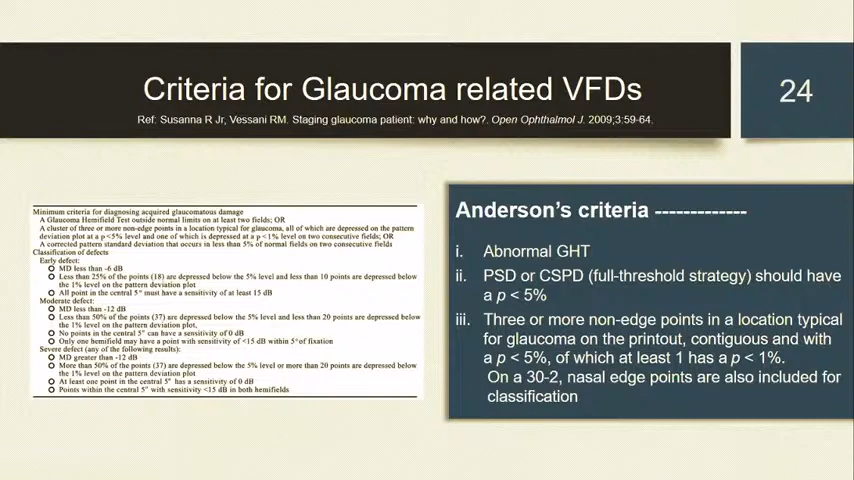 Criteria for Glaucoma related VFDs
Ref: Susanna R Jr, Vessani RM. Staging glaucoma patient: why and how?. Open Ophthalmol J. 2009;3:59-64.
24
Minimum criteria for diagnosing acquired glaucomatous damage
A Glaucoma Hemifield Test outside normal limits on at least two fields; OR
A cluster of three or more non-edge points in a location typical for glaucoma, all of which are depressed on the pattern
deviation plot at a p<5% level and one of which is depressed at a p<1% level on two consecutive fields; OR
A corrected pattern standard deviation that occurs in less than 5% of normal fields on two consecutive fields
Classification of defects
Early defect:
MD less than -6 dB
Less than 25% of the points (18) are depressed below the 5% level and less than 10 points are depressed below
the 1% level on the pattern deviation plot
All point in the central 5° must have a sensitivity of at least 15 dB
Moderate defect:
MD less than -12 dB
Less than 50% of the points (37) are depressed below the 5% level and less than 20 points are depressed below
the 1% level on the pattern deviation plot,
No points in the central 5° can have a sensitivity of 0 dB
Only one hemifield may have a point with sensitivity of <15 dB within 5° of fixation
Severe defect (any of the following results):
MD greater than -12 dB
More than 50% of the points (37) are depressed below the 5% level or more than 20 points are depressed below
the 1% level on the pattern deviation plot
At least one point in the central 5° has a sensitivity of 0 dB
Points within the central 5° with sensitivity <15 dB in both hemifields
Anderson's criteria -------------
i. Abnormal GHT
ii. PSD or CSPD (full-threshold strategy) should have
a p < 5%
iii. Three or more non-edge points in a location typical
for glaucoma on the printout, contiguous and with
a p < 5%, of which at least 1 has a p < 1%.
On a 30-2, nasal edge points are also included for
classification